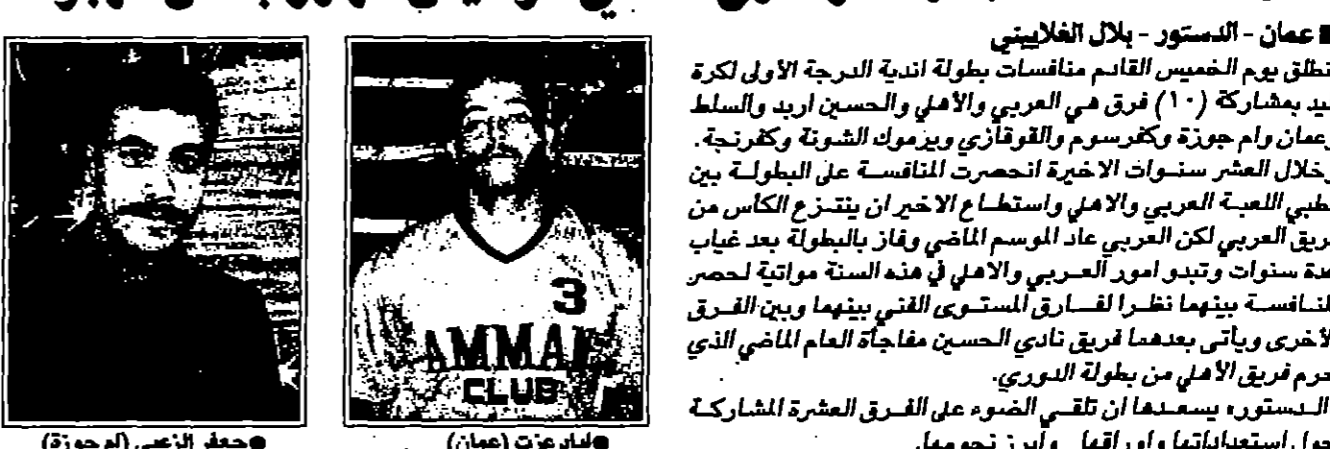 عمان - الدستور - بلال الغلاييني
تنطلق يوم الخميس القادم منافسات بطولة اندية الدرجة الأولى لكرة
اليد بمشاركة (١٠) فرق هي العربي والأهلي والحسين اربد والسلط
وعمان وام جوزة وكفرسوم والقوقازي ويرموك الشونة وكفرنجة.
وخلال العشر سنوات الاخيرة انحصرت المنافسة على البطولة بين
قطبي اللعبة العربي والاهلي واستطاع الاخير ان ينتزع الكاس من
فريق العربي لكن العربي عاد الموسم الماضي وفاز بالبطولة بعد غياب
عدة سنوات وتبدو امور العربي والاهلي في هذه السنة مواتية لحصر
المنافسة بينهما نظرا لفارق المستوى الفني بينهما وبين الفرق
الأخرى ويأتي بعدهما فريق نادي الحسين مفاجأة العام الماضي الذي
حرم فريق الأهلي من بطولة الدوري.
الدستور» يسعدها ان تلقي الضوء على الفرق العشرة المشاركة
حول استعداداتها واوراقها وأبرز نجومها.
3
AMMAN
CLUB
اياد عزت (عمان)
جعفر الزعبي (ام جوزة)